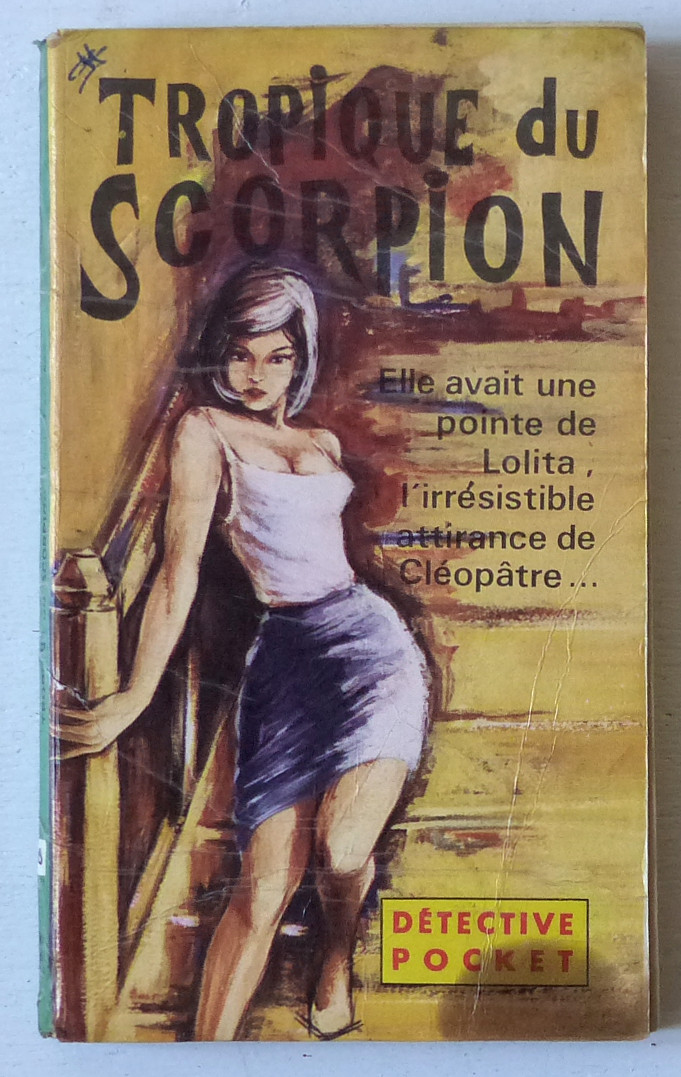 TROPIQUE du
SCORPION
Elle avait une
pointe de
Lolita,
l'irrésistible
attirance de
Cléopâtre...
DÉTECTIVE
POCKET